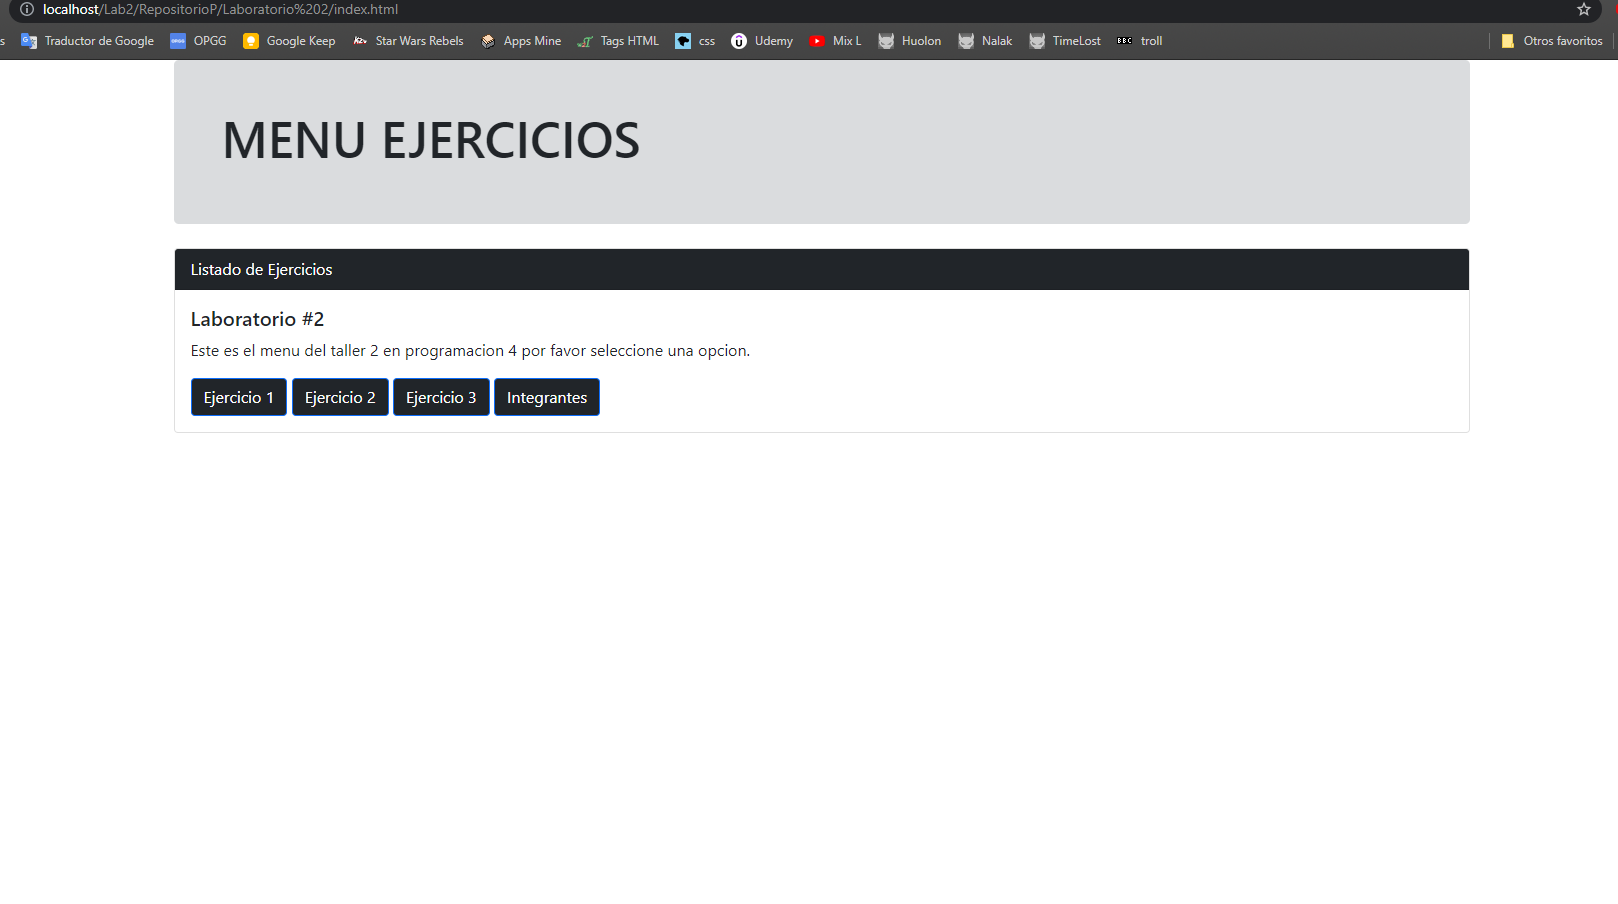 localhost/Lab2/RepositorioP/Laboratorio%202/index.html
s Traductor de Google OPGG Google Keep Star Wars Rebels Apps Mine Tags HTML css Udemy Mix L Huolon Nalak TimeLost BBC troll Otros favoritos
MENU EJERCICIOS
Listado de Ejercicios
Laboratorio #2
Este es el menu del taller 2 en programacion 4 por favor seleccione una opcion.
Ejercicio 1 Ejercicio 2 Ejercicio 3 Integrantes